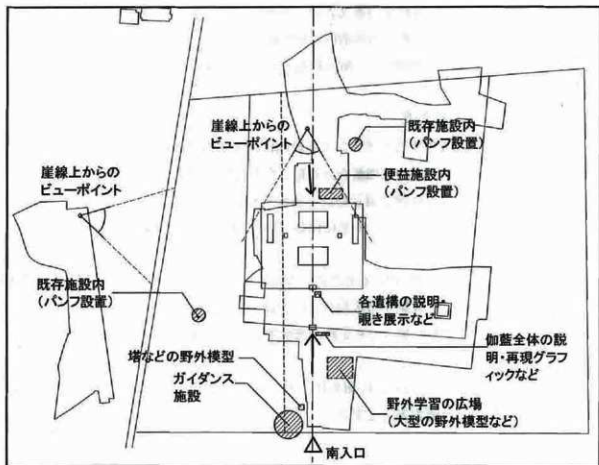 崖線上からの
ビューポイント
既存施設内
(パンフ設置)
崖線上からの
ビューポイント
便益施設内
(パンフ設置)
既存施設内
(パンフ設置)
各遺構の説明・
覗き展示など
伽藍全体の説
明・再現グラフ
ィックなど
塔などの野外模型
ガイダンス
施設
野外学習の広場
(大型の野外模型など)
南入口